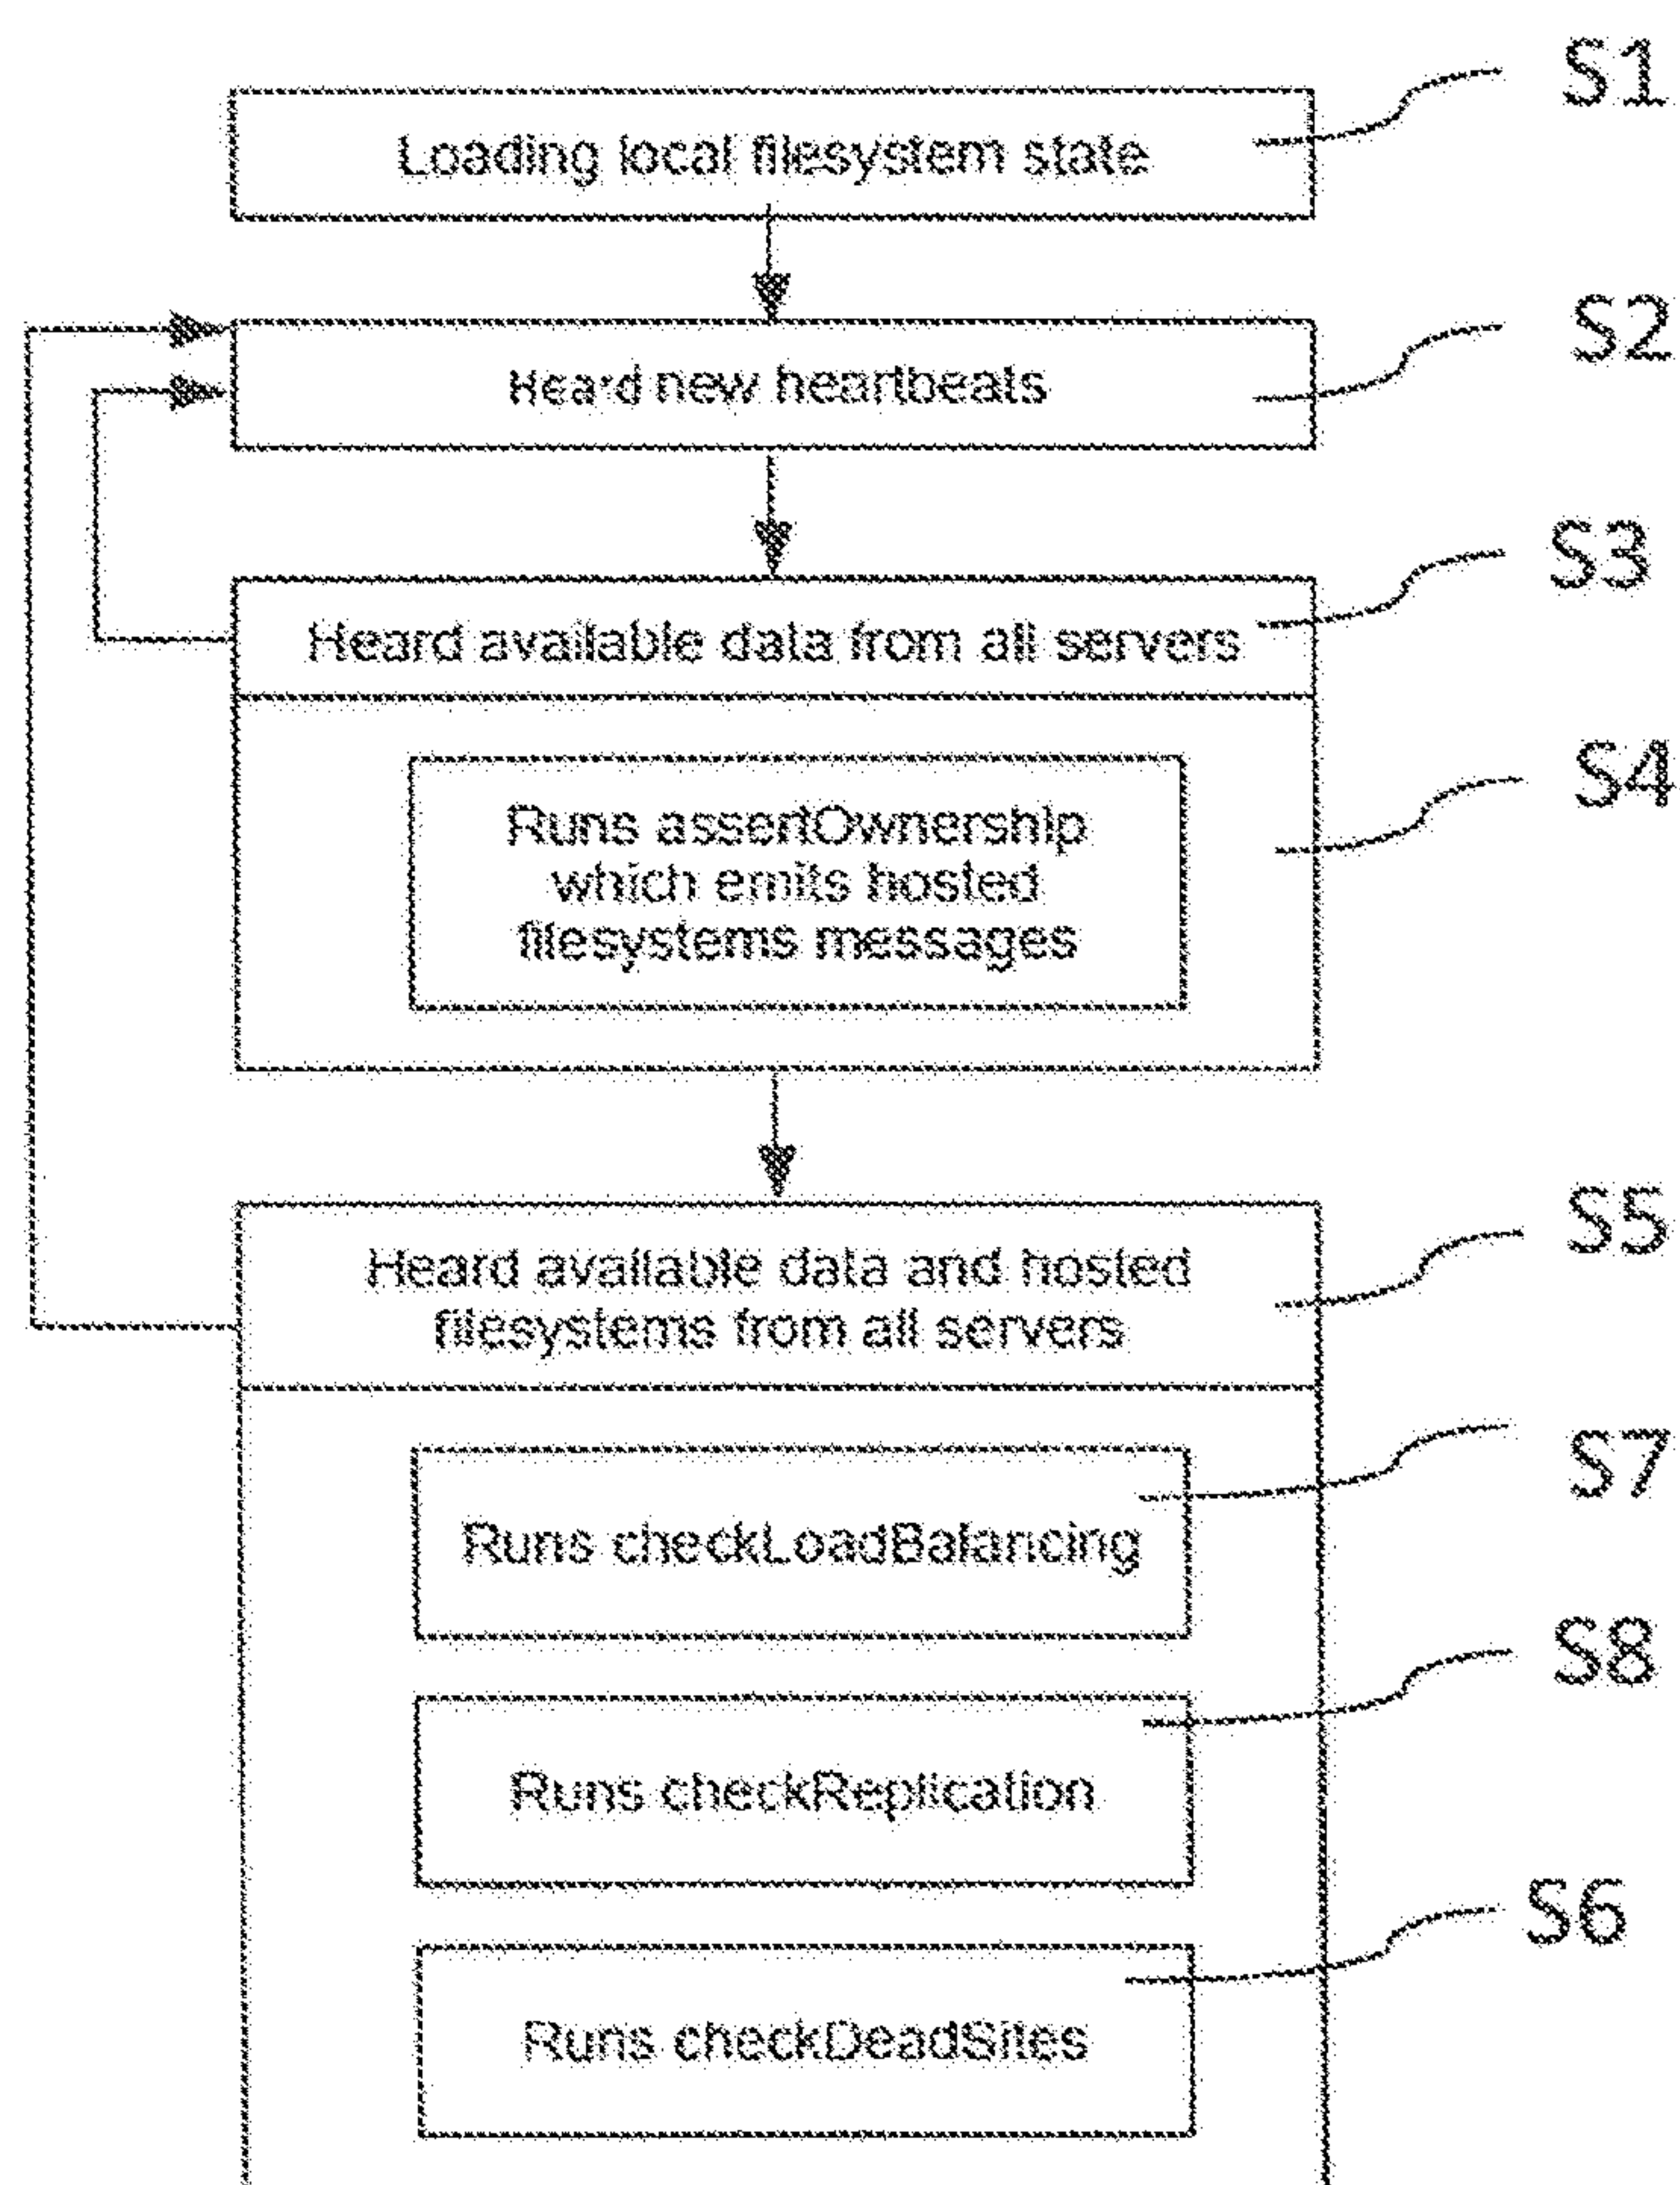 S1
Loading local filesystem state
S2
Heard new heartbeats
S3
Heard available data from all servers
S4
Runs assertOwnership
which emits hosted
filesystems messages
S5
Heard available data and hosted
filesystems from all servers
S7
Runs checkLoadBalancing
S8
Runs checkReplication
S6
Runs checkDeadSites